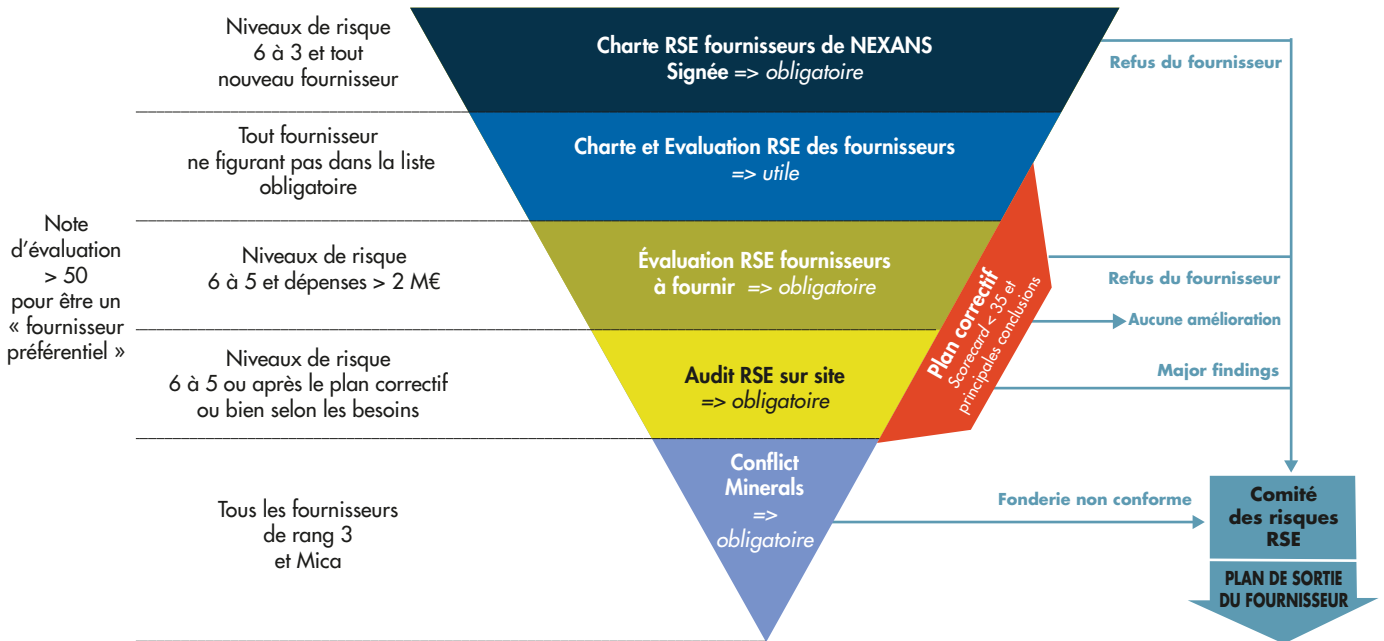 Niveaux de risque
6 à 3 et tout
nouveau fournisseur
Charte RSE fournisseurs de NEXANS
Signée => obligatoire
Refus du fournisseur
Tout fournisseur
ne figurant pas dans la liste
obligatoire
Charte et Evaluation RSE des fournisseurs
=> utile
Note
d'évaluation
> 50
pour être un
« fournisseur
préférentiel »
Niveaux de risque
6 à 5 et dépenses > 2 M€
Évaluation RSE fournisseurs
à fournir => obligatoire
Plan correctif
Scorecard < 35 et
principales conclusions
Refus du fournisseur
Aucune amélioration
Niveaux de risque
6 à 5 ou après le plan correctif
ou bien selon les besoins
Audit RSE sur site
=> obligatoire
Major findings
Tous les fournisseurs
de rang 3
et Mica
Conflict
Minerals
=>
obligatoire
Fonderie non conforme
Comité
des risques
RSE
PLAN DE SORTIE
DU FOURNISSEUR